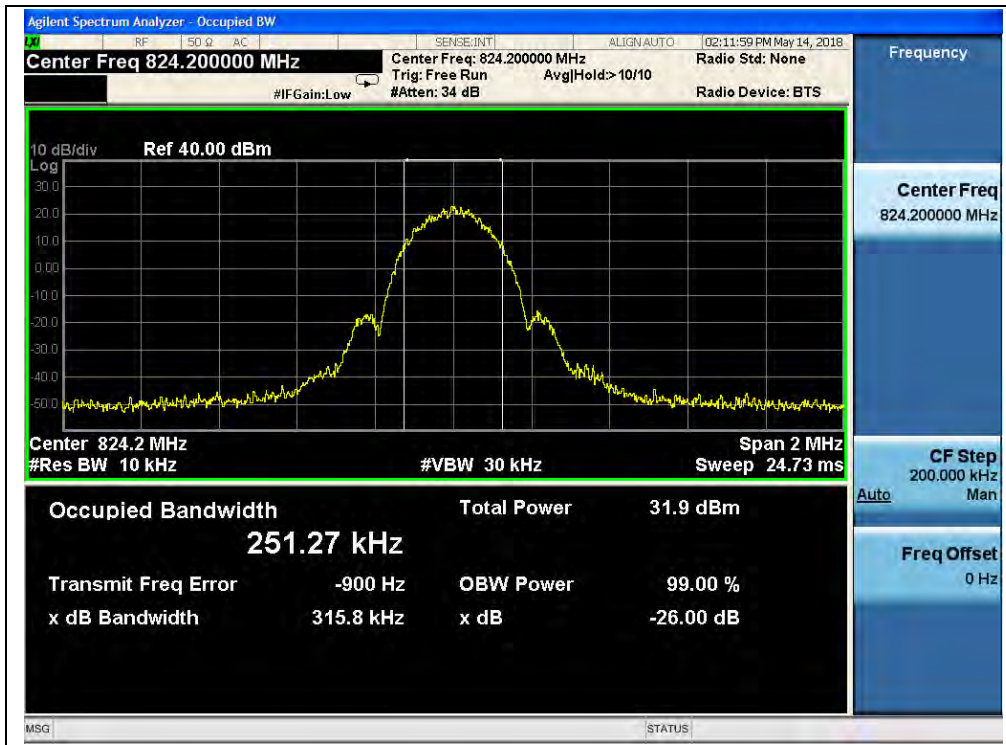 Agilent Spectrum Analyzer - Occupied BW
LXI RF 50 Ω AC SENSE:INT ALIGN AUTO 02:11:59 PM May 14, 2018
Center Freq 824.200000 MHz
Center Freq: 824.200000 MHz
Radio Std: None
Trig: Free Run Avg|Hold:>10/10
#IFGain:Low
#Atten: 34 dB
Radio Device: BTS
10 dB/div Ref 40.00 dBm
Log
30.0
20.0
10.0
0.00
-10.0
-20.0
-30.0
-40.0
-50.0
Center 824.2 MHz Span 2 MHz
#Res BW 10 kHz #VBW 30 kHz Sweep 24.73 ms
Occupied Bandwidth Total Power 31.9 dBm
251.27 kHz
Transmit Freq Error -900 Hz OBW Power 99.00 %
x dB Bandwidth 315.8 kHz x dB -26.00 dB
Frequency
Center Freq
824.200000 MHz
CF Step
200.000 kHz
Auto Man
Freq Offset
0 Hz
MSG STATUS